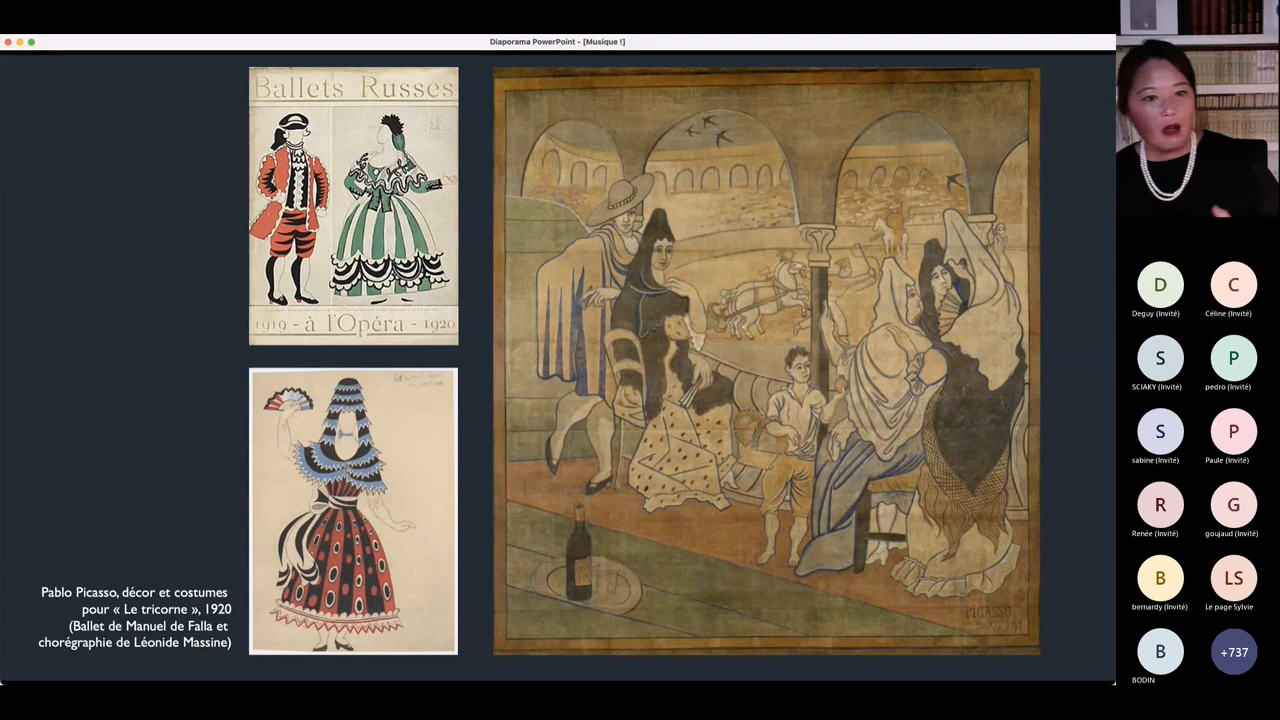 Diaporama PowerPoint - [Musique !]
Ballets Russes
1919 - à l'Opéra - 1920
Pablo Picasso, décor et costumes
pour « Le tricorne », 1920
(Ballet de Manuel de Falla et
chorégraphie de Léonide Massine)
PICASSO
D
Deguy (Invité)
C
Céline (Invité)
S
SCIAKY (Invité)
P
pedro (Invité)
S
sabine (Invité)
P
Paule (Invité)
R
Renée (Invité)
G
goujaud (Invité)
B
bernardy (Invité)
LS
Le page Sylvie
B
BODIN
+737